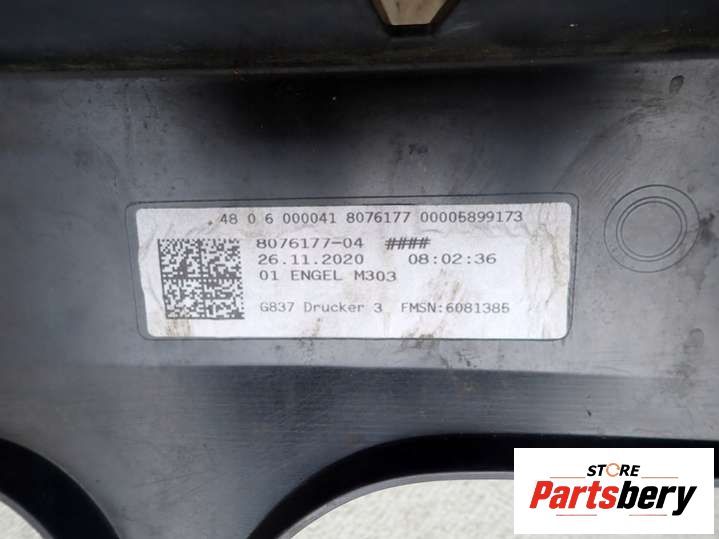 48 0 6 000041 8076177 00005899173
8076177-04 ####
26.11.2020 08:02:36
01 ENGEL M303
G837 Drucker 3 FMSN:6081385
STORE
Partsbery